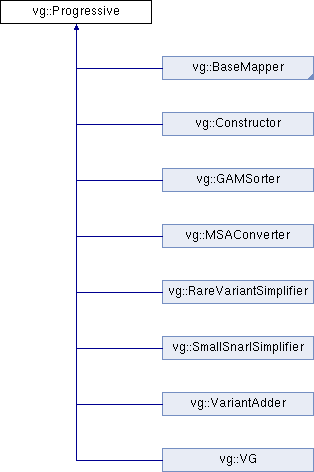 vg::Progressive
vg::BaseMapper
vg::Constructor
vg::GAMSorter
vg::MSAConverter
vg::RareVariantSimplifier
vg::SmallSnarlSimplifier
vg::VariantAdder
vg::VG